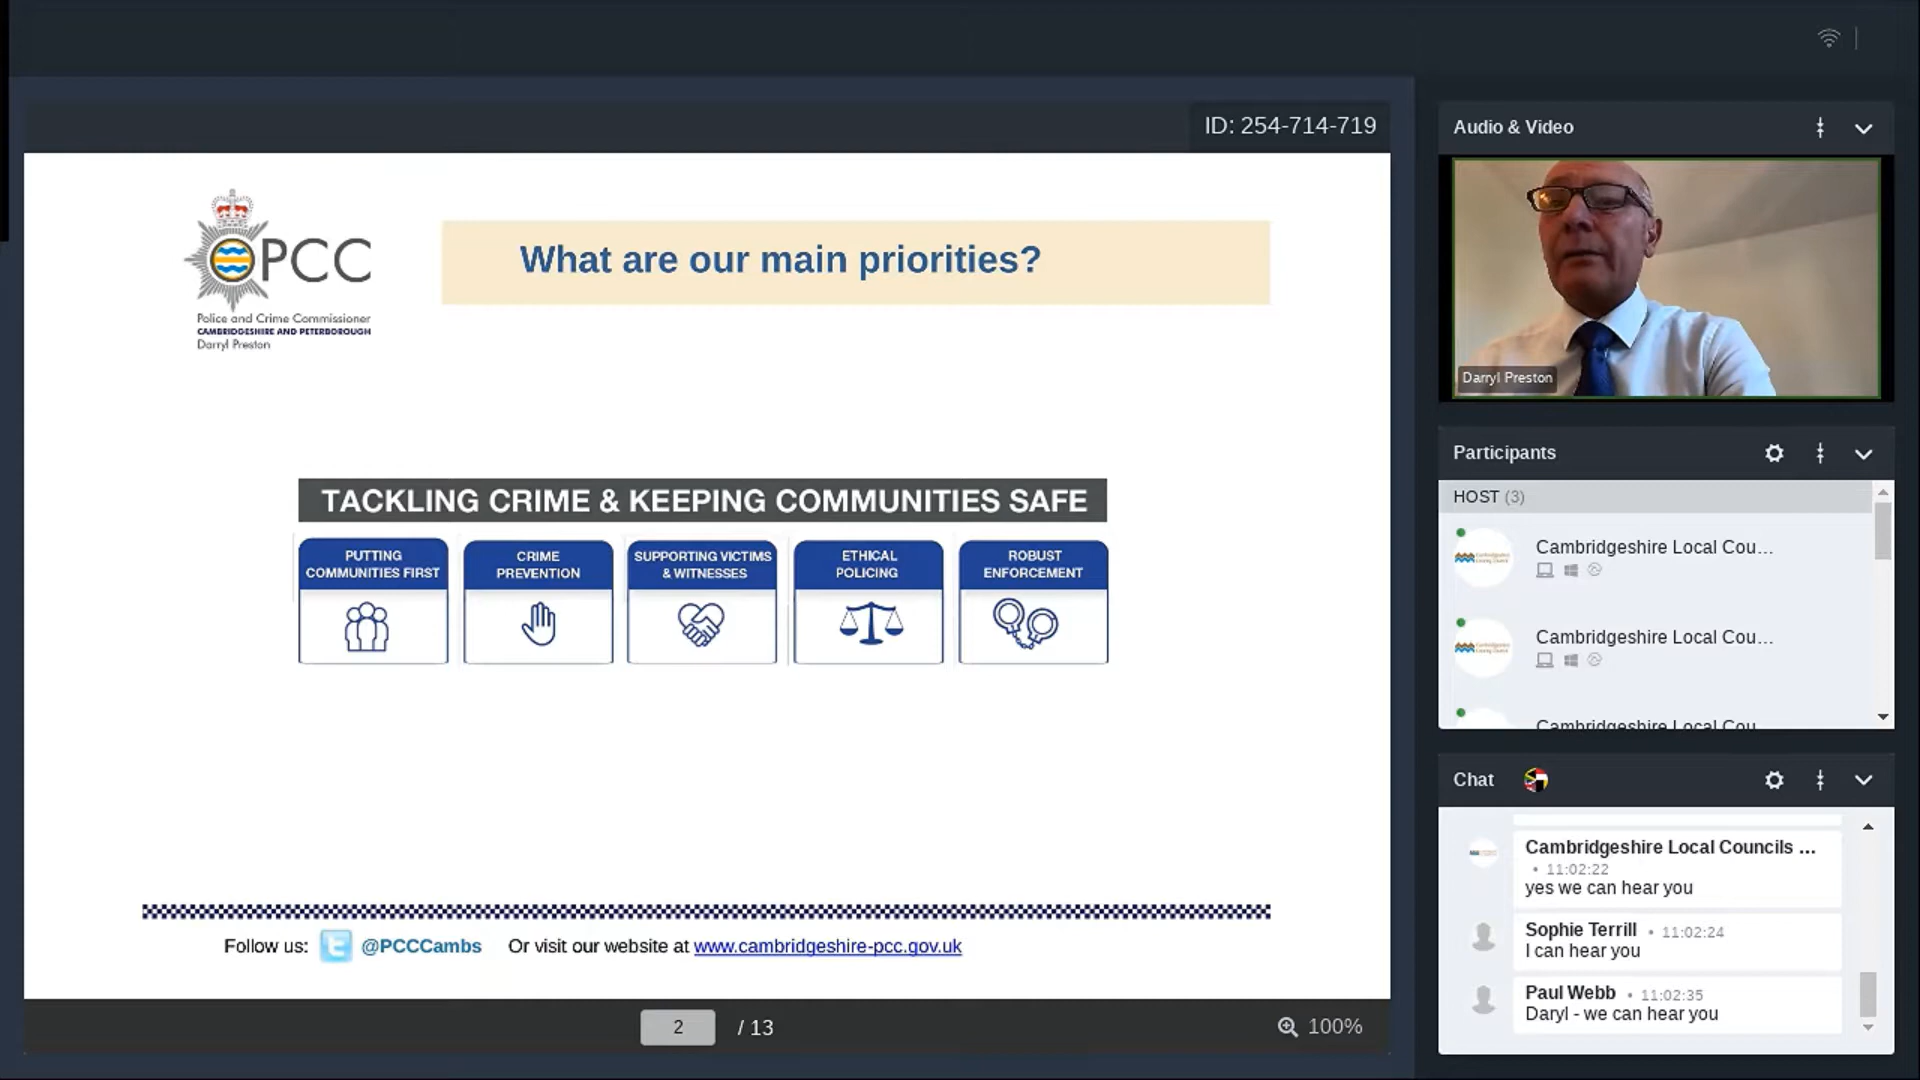 ID: 254-714-719
OPCC
Police and Crime Commissioner
CAMBRIDGESHIRE AND PETERBOROUGH
Darryl Preston
What are our main priorities?
TACKLING CRIME & KEEPING COMMUNITIES SAFE
PUTTING
COMMUNITIES FIRST
CRIME
PREVENTION
SUPPORTING VICTIMS
& WITNESSES
ETHICAL
POLICING
ROBUST
ENFORCEMENT
Follow us: @PCCCambs Or visit our website at www.cambridgeshire-pcc.gov.uk
2 / 13
100%
Audio & Video
Darryl Preston
Participants
HOST (3)
Cambridgeshire Local Cou...
Cambridgeshire Local Cou...
Cambridgeshire Local Cou...
Chat
Cambridgeshire Local Councils ...
• 11:02:22
yes we can hear you
Sophie Terrill • 11:02:24
I can hear you
Paul Webb • 11:02:35
Daryl - we can hear you